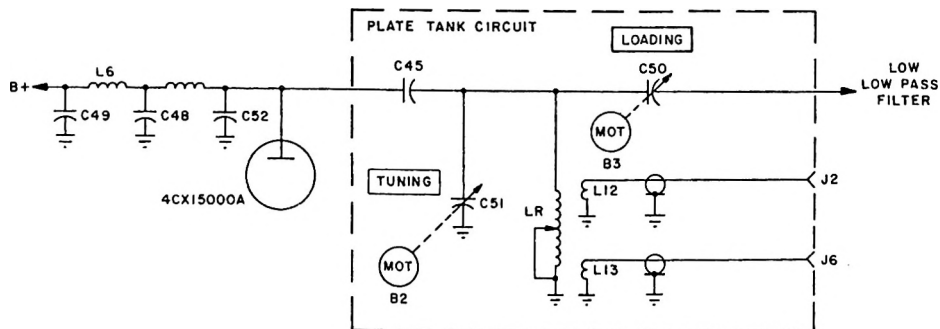 PLATE TANK CIRCUIT
LOADING
L6
C45
C50
B+
LOW
LOW PASS
FILTER
C49
C48
C52
MOT
B3
4CX15000A
TUNING
C51
LR
L12
J2
MOT
B2
L13
J6